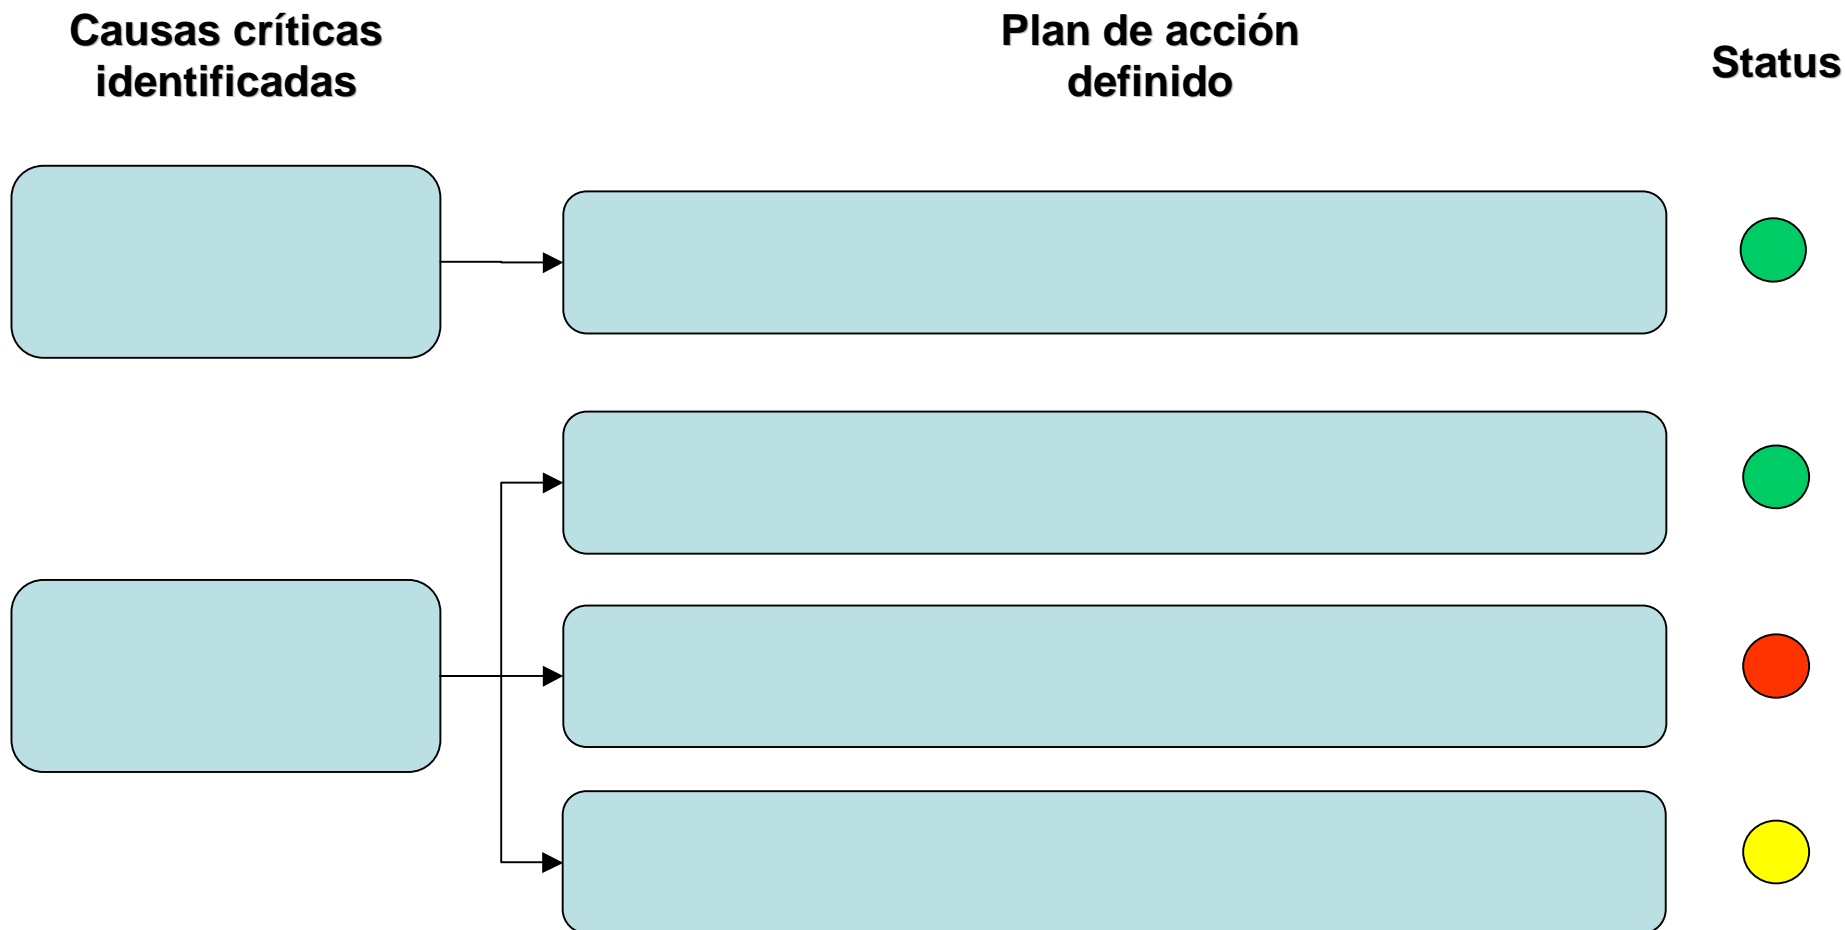 Causas críticas
identificadas
Plan de acción
definido
Status